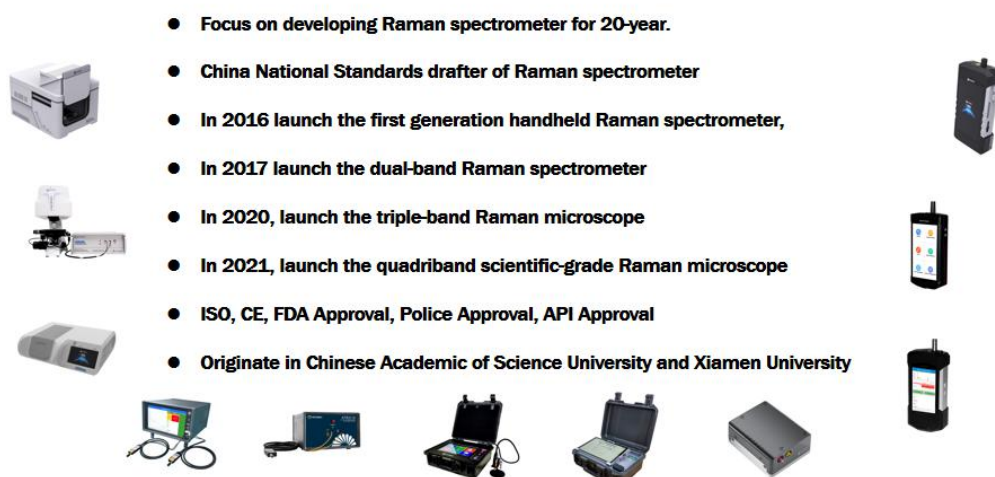 ● Focus on developing Raman spectrometer for 20-year.
● China National Standards drafter of Raman spectrometer
● In 2016 launch the first generation handheld Raman spectrometer,
● In 2017 launch the dual-band Raman spectrometer
● In 2020, launch the triple-band Raman microscope
● In 2021, launch the quadriband scientific-grade Raman microscope
● ISO, CE, FDA Approval, Police Approval, API Approval
● Originate in Chinese Academic of Science University and Xiamen University